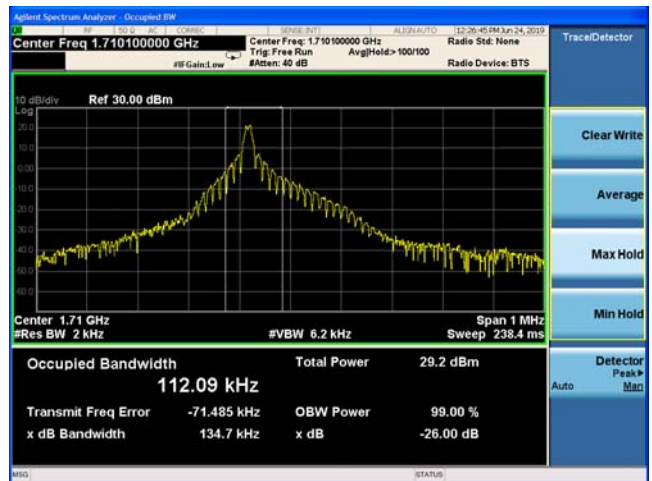 Agilent Spectrum Analyzer - Occupied BW
RF 50 Ω AC CORREC SENSE:INT ALIGN AUTO 12:26:45 PM Jun 24, 2019
Center Freq 1.710100000 GHz Center Freq: 1.710100000 GHz Radio Std: None
Trig: Free Run Avg|Hold:>100/100
#IFGain:Low #Atten: 40 dB Radio Device: BTS
Trace/Detector
10 dB/div Ref 30.00 dBm
Log
20.0
10.0
0.00
-10.0
-20.0
-30.0
-40.0
-50.0
-60.0
Clear Write
Average
Max Hold
Min Hold
Center 1.71 GHz Span 1 MHz
#Res BW 2 kHz #VBW 6.2 kHz Sweep 238.4 ms
Occupied Bandwidth Total Power 29.2 dBm
112.09 kHz
Transmit Freq Error -71.485 kHz OBW Power 99.00 %
x dB Bandwidth 134.7 kHz x dB -26.00 dB
Detector
Peak▶
Auto Man
MSG STATUS